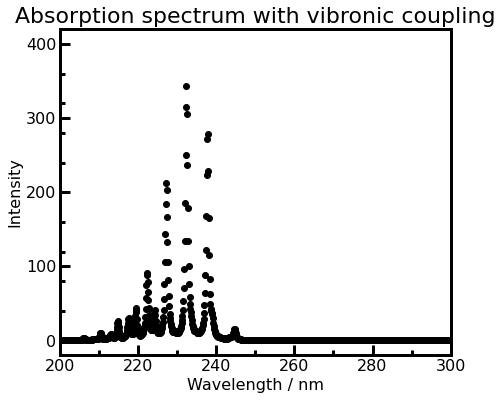 Absorption spectrum with vibronic coupling
400
300
200
100
0
Intensity
200 220 240 260 280 300
Wavelength / nm